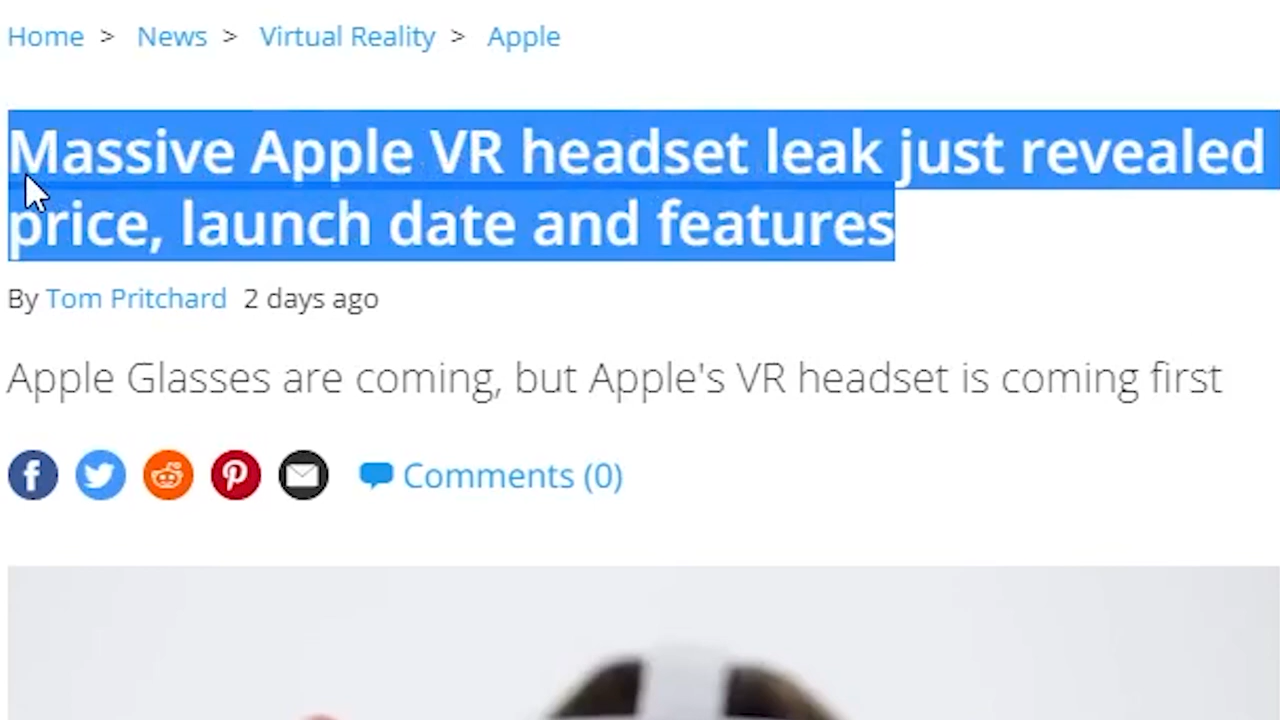 Home > News > Virtual Reality > Apple
Massive Apple VR headset leak just revealed
price, launch date and features
By Tom Pritchard 2 days ago
Apple Glasses are coming, but Apple's VR headset is coming first
Comments (0)